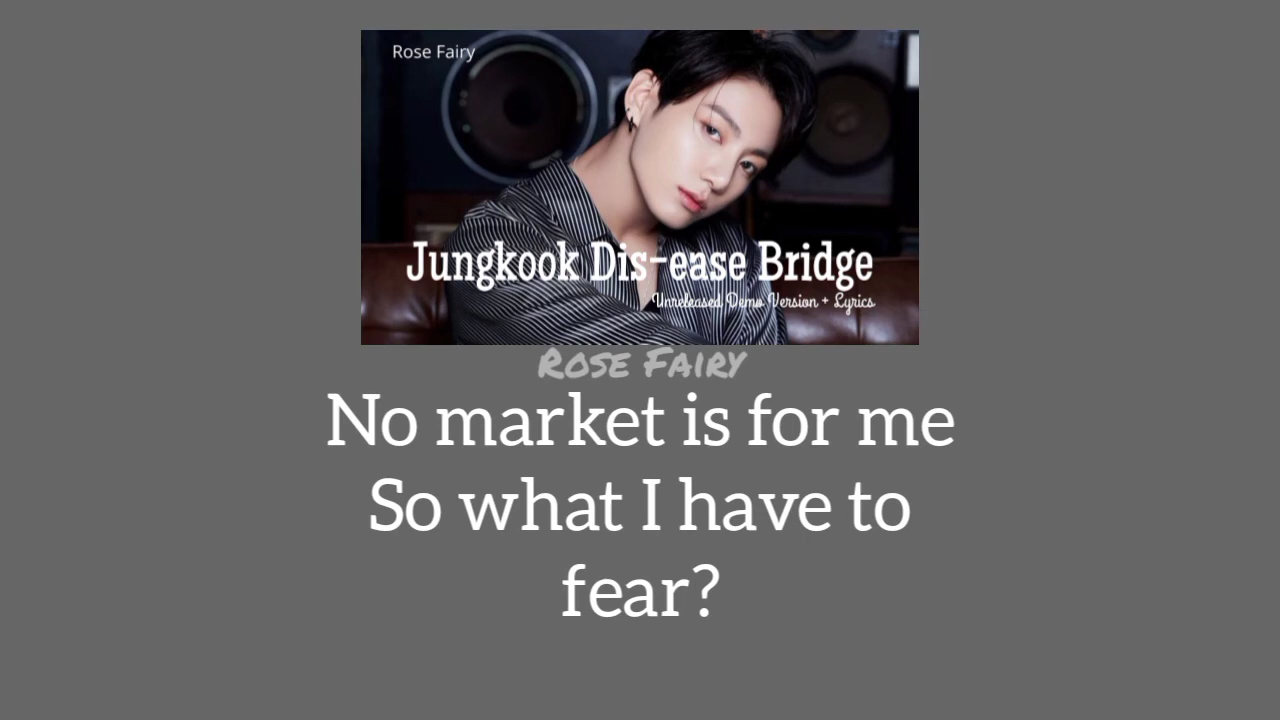 Rose Fairy
Jungkook Dis-ease Bridge
Unreleased Demo Version + Lyrics
Rose Fairy
No market is for me
So what I have to
fear?